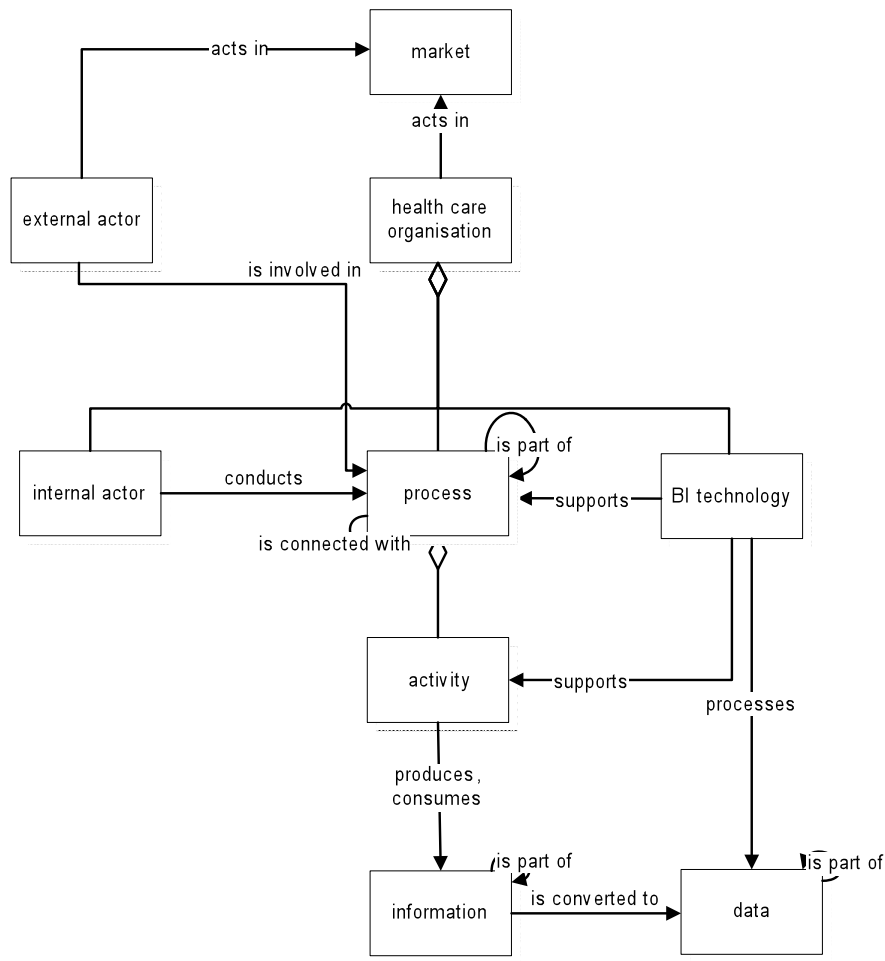 acts in
market
acts in
external actor
health care
organisation
is involved in
is part of
internal actor
conducts
process
supports
BI technology
is connected with
activity
supports
processes
produces,
consumes
is part of
is part of
information
is converted to
data